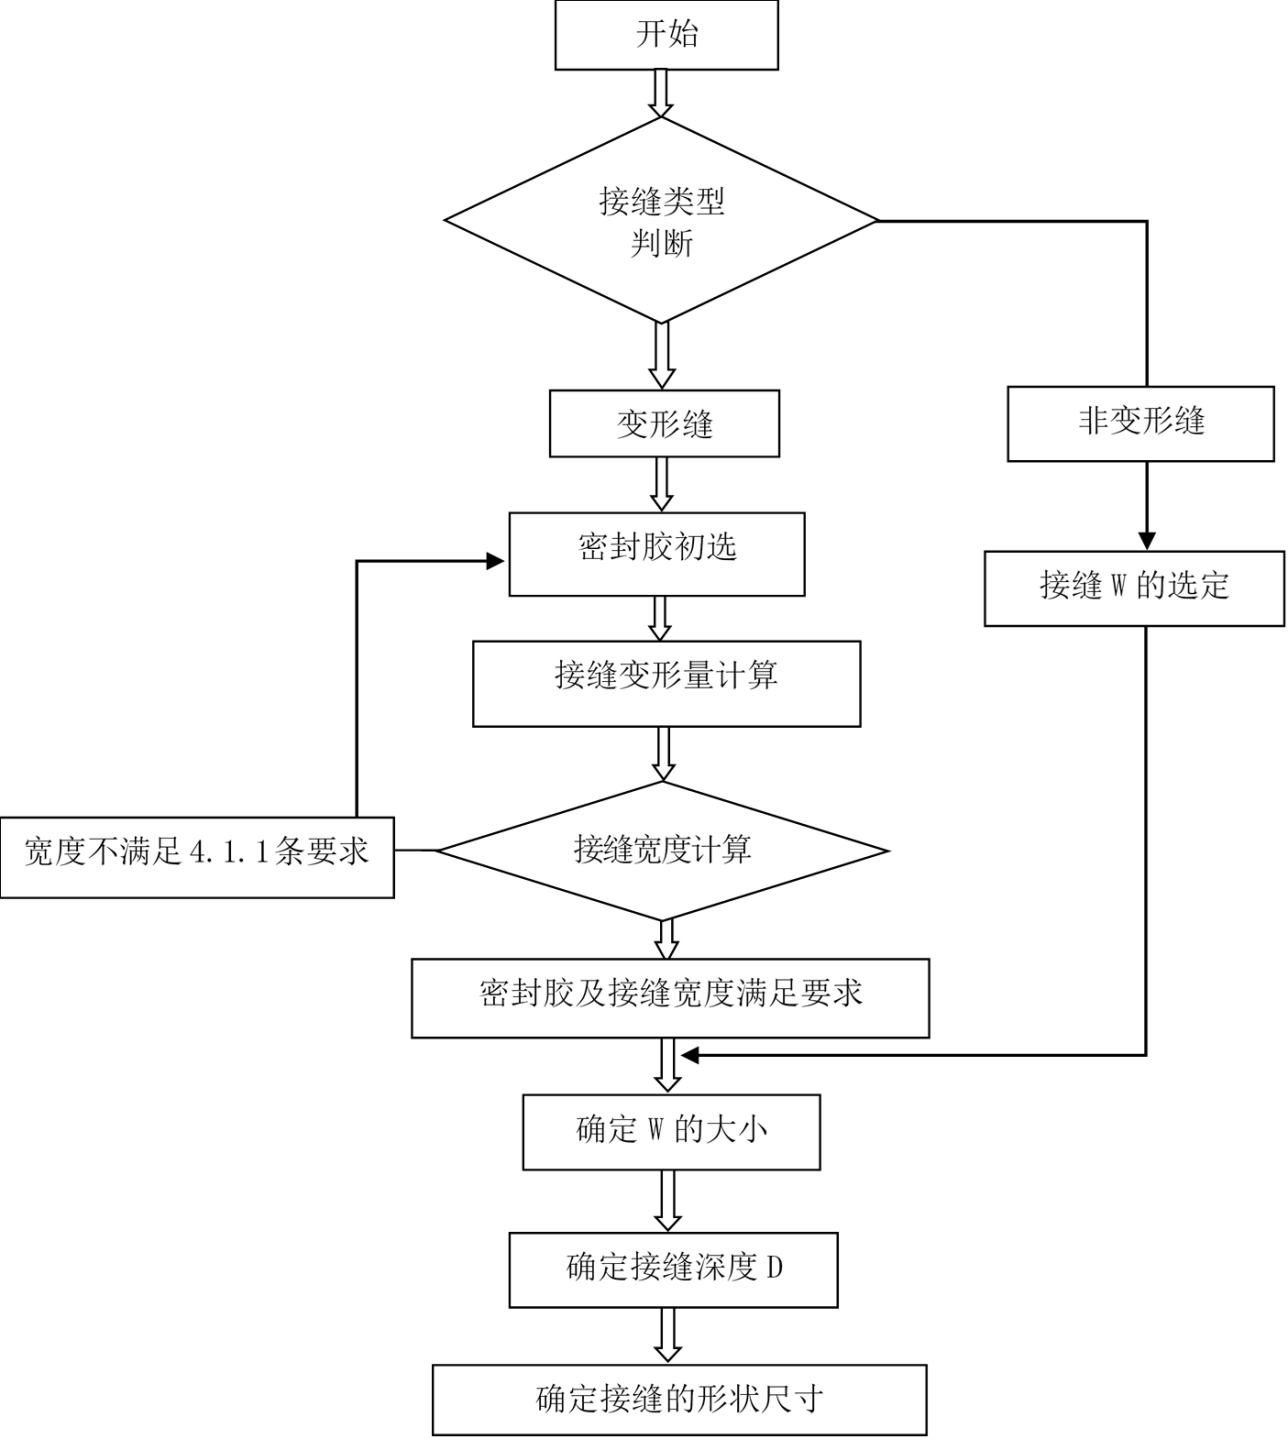 开始
接缝类型
判断
变形缝
非变形缝
密封胶初选
接缝 W 的选定
接缝变形量计算
宽度不满足 4.1.1 条要求
接缝宽度计算
密封胶及接缝宽度满足要求
确定 W 的大小
确定接缝深度 D
确定接缝的形状尺寸